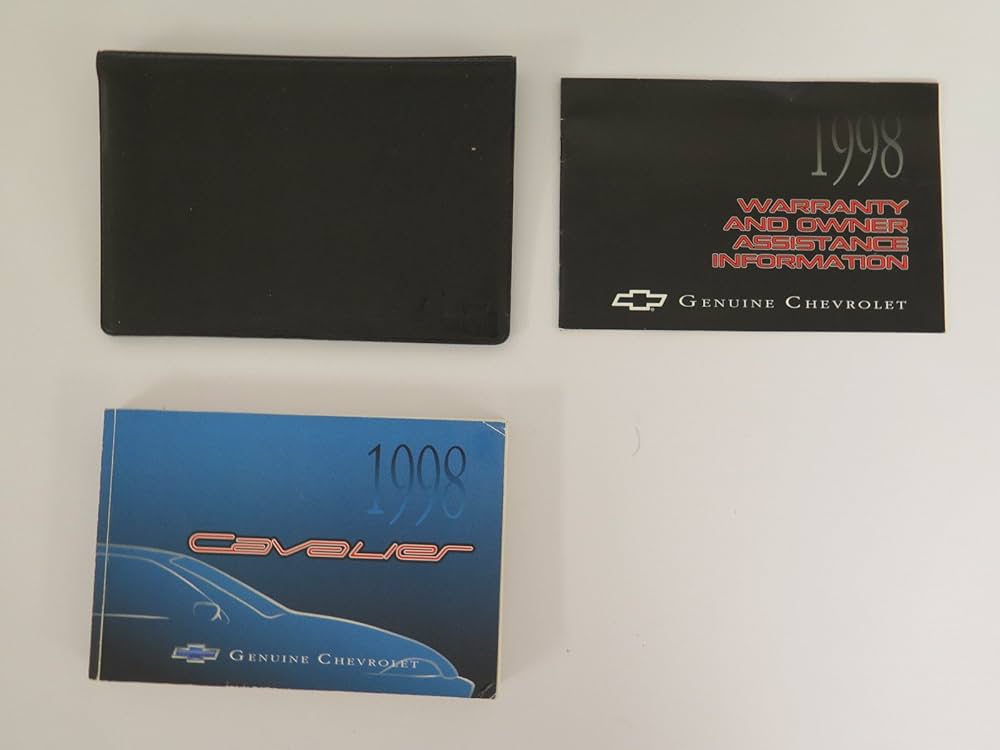 1998
WARRANTY
AND OWNER
ASSISTANCE
INFORMATION
GENUINE CHEVROLET
1998
Cavalier
GENUINE CHEVROLET